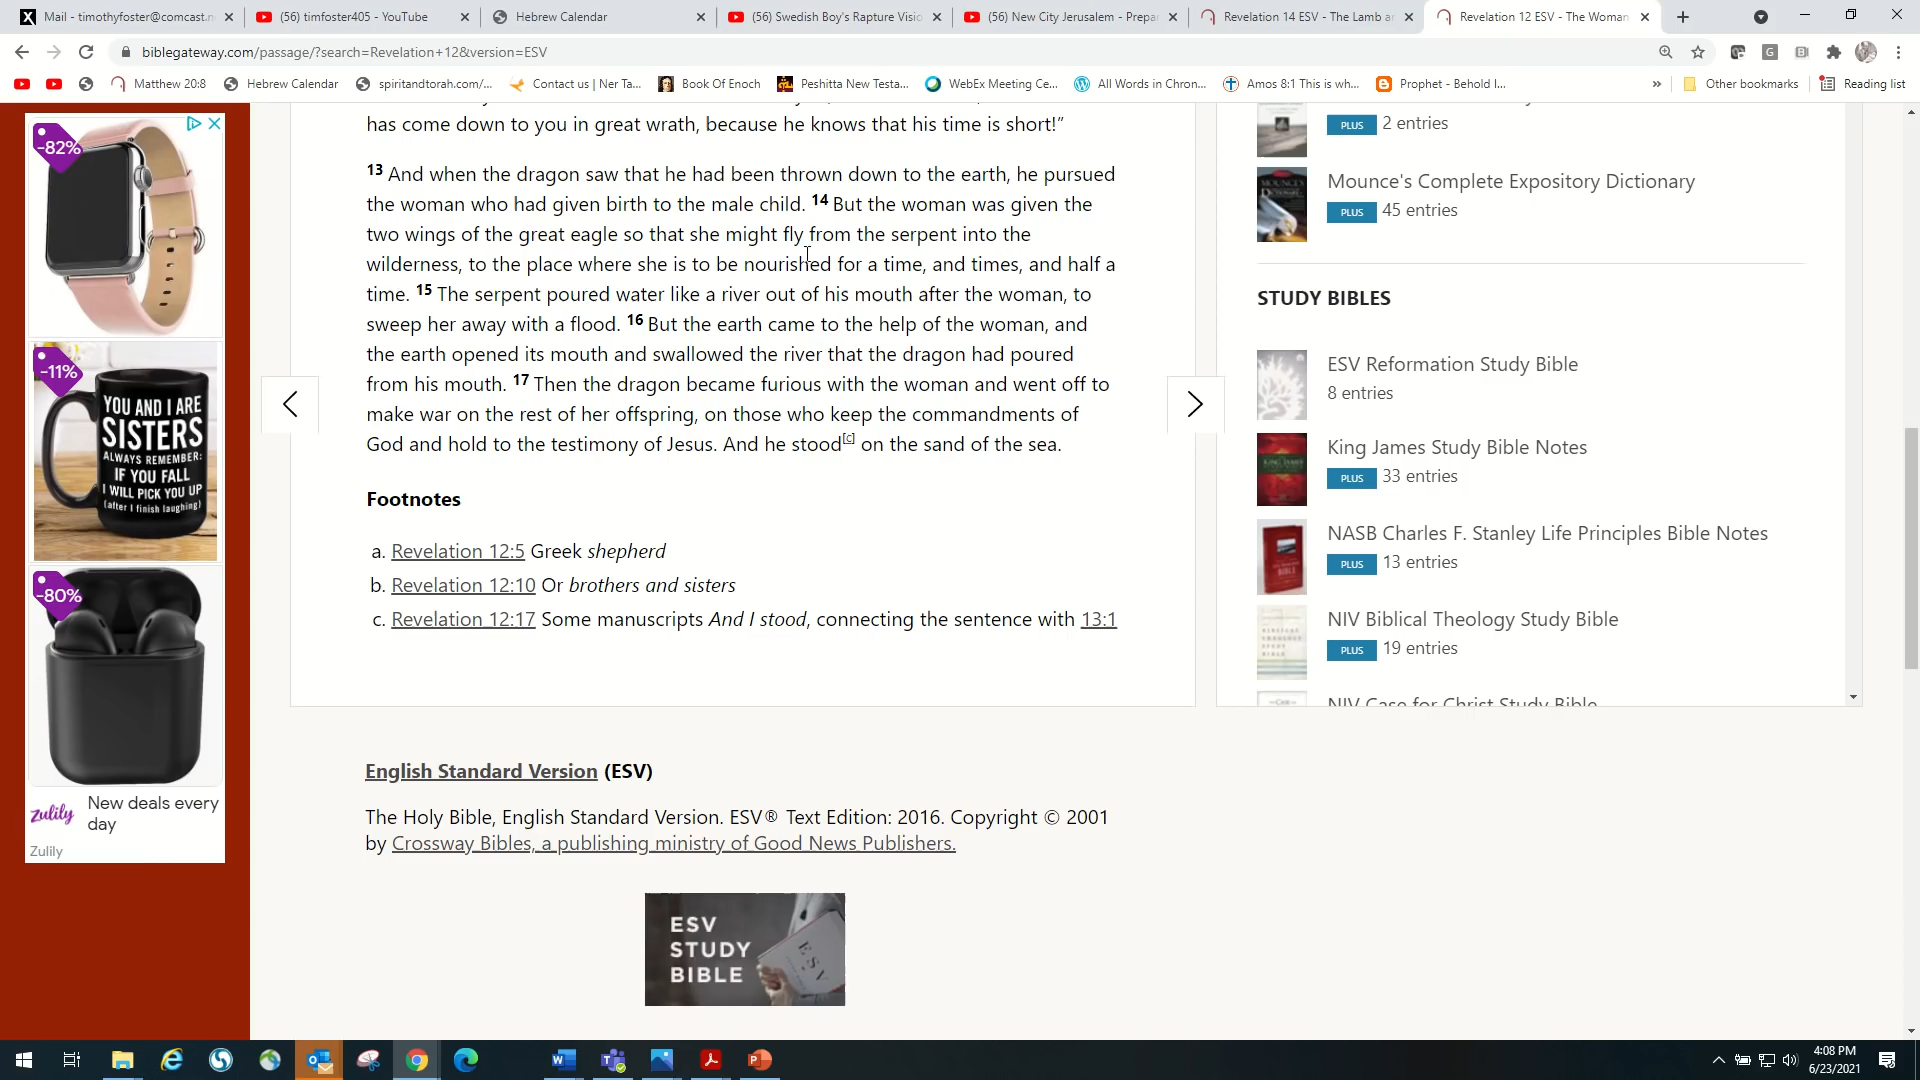 Mail - timothyfoster@comcast.n
(56) timfoster405 - YouTube
Hebrew Calendar
(56) Swedish Boy's Rapture Visio
(56) New City Jerusalem - Prepa
Revelation 14 ESV - The Lamb a
Revelation 12 ESV - The Woman
biblegateway.com/passage/?search=Revelation+12&version=ESV
Matthew 20:8
Hebrew Calendar
spiritandtorah.com/...
Contact us | Ner Ta...
Book Of Enoch
Peshitta New Testa...
WebEx Meeting Ce...
All Words in Chron...
Amos 8:1 This is wh...
Prophet - Behold I...
»
Other bookmarks
Reading list
-82%
-11%
YOU AND I ARE
SISTERS
ALWAYS REMEMBER:
IF YOU FALL
I WILL PICK YOU UP
(after I finish laughing)
-80%
zulily
New deals every
day
Zulily
has come down to you in great wrath, because he knows that his time is short!”
13 And when the dragon saw that he had been thrown down to the earth, he pursued
the woman who had given birth to the male child. 14 But the woman was given the
two wings of the great eagle so that she might fly from the serpent into the
wilderness, to the place where she is to be nourished for a time, and times, and half a
time. 15 The serpent poured water like a river out of his mouth after the woman, to
sweep her away with a flood. 16 But the earth came to the help of the woman, and
the earth opened its mouth and swallowed the river that the dragon had poured
from his mouth. 17 Then the dragon became furious with the woman and went off to
make war on the rest of her offspring, on those who keep the commandments of
God and hold to the testimony of Jesus. And he stood[c] on the sand of the sea.
Footnotes
a. Revelation 12:5 Greek shepherd
b. Revelation 12:10 Or brothers and sisters
c. Revelation 12:17 Some manuscripts And I stood, connecting the sentence with 13:1
English Standard Version (ESV)
The Holy Bible, English Standard Version. ESV® Text Edition: 2016. Copyright © 2001
by Crossway Bibles, a publishing ministry of Good News Publishers.
ESV
STUDY
BIBLE
PLUS 2 entries
Mounce's Complete Expository Dictionary
PLUS 45 entries
STUDY BIBLES
ESV Reformation Study Bible
8 entries
King James Study Bible Notes
PLUS 33 entries
NASB Charles F. Stanley Life Principles Bible Notes
PLUS 13 entries
NIV Biblical Theology Study Bible
PLUS 19 entries
NIV Case for Christ Study Bible
4:08 PM
6/23/2021